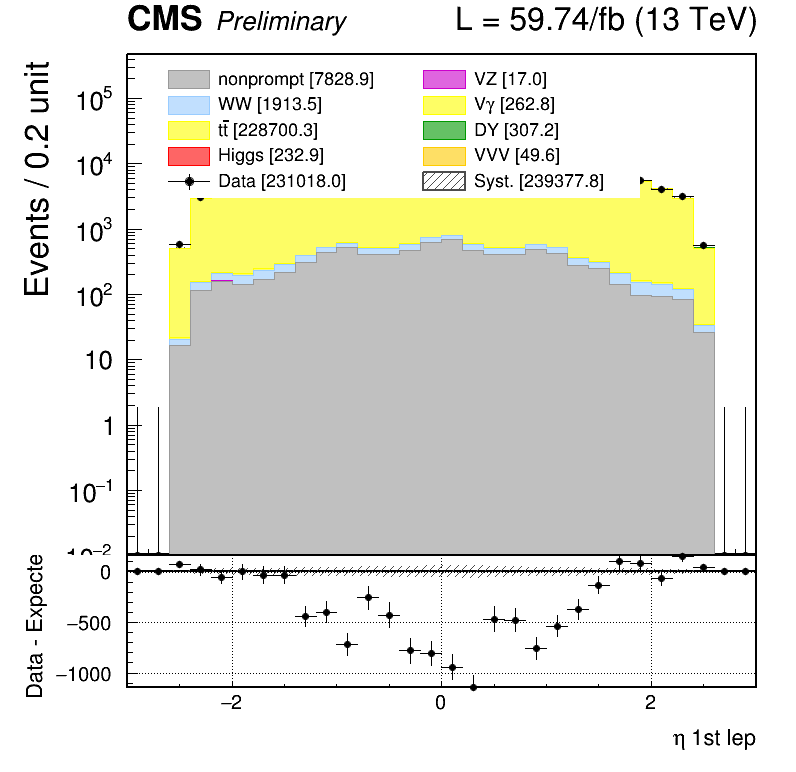 CMS Preliminary L = 59.74/fb (13 TeV)
Events / 0.2 unit
nonprompt [7828.9] VZ [17.0]
WW [1913.5] Vγ [262.8]
tt̄ [228700.3] DY [307.2]
Higgs [232.9] VVV [49.6]
Data [231018.0] Syst. [239377.8]
10⁵
10⁴
10³
10²
10
1
10⁻¹
10⁻²
Data - Expecte
0
−500
−1000
−2 0 2
η 1st lep